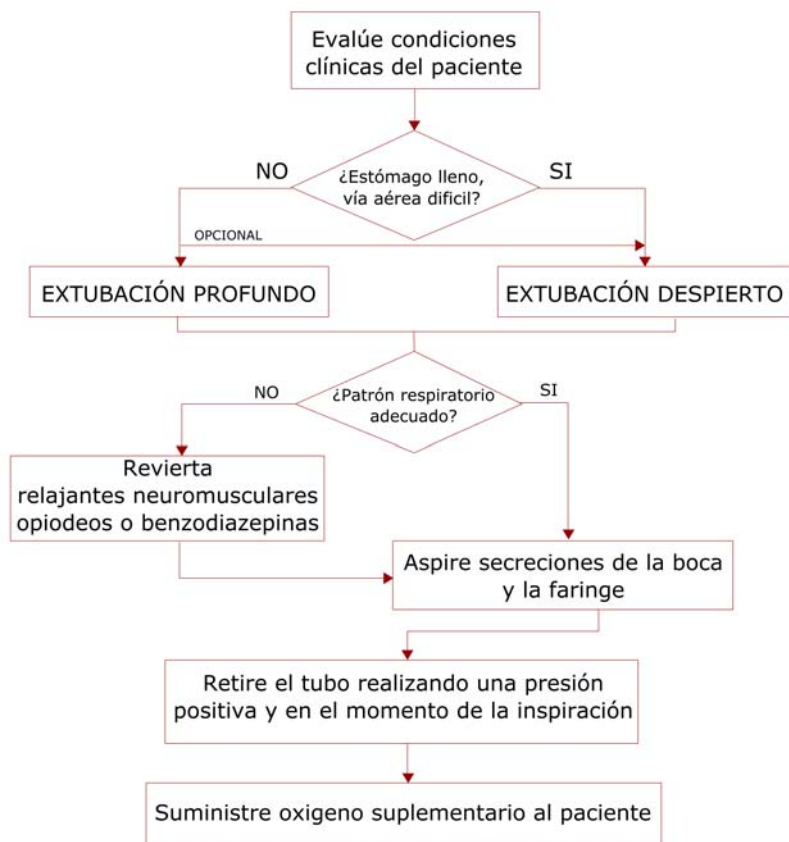 Evalúe condiciones
clínicas del paciente
NO
¿Estómago lleno,
vía aérea dificil?
SI
OPCIONAL
EXTUBACIÓN PROFUNDO
EXTUBACIÓN DESPIERTO
NO
¿Patrón respiratorio
adecuado?
SI
Revierta
relajantes neuromusculares
opiodeos o benzodiazepinas
Aspire secreciones de la boca
y la faringe
Retire el tubo realizando una presión
positiva y en el momento de la inspiración
Suministre oxigeno suplementario al paciente